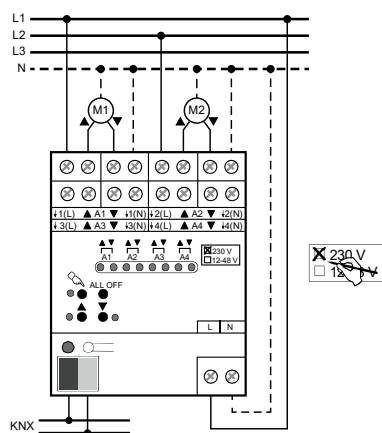 L1
L2
L3
N
M1 M2
↓1(L) ▲ A1 ▼ ↓1(N) ↓2(L) ▲ A2 ▼ ↓2(N)
↓3(L) ▲ A3 ▼ ↓3(N) ↓4(L) ▲ A4 ▼ ↓4(N)
A1 A2 A3 A4
230 V
12-48 V
ALL OFF
L N
KNX
230 V